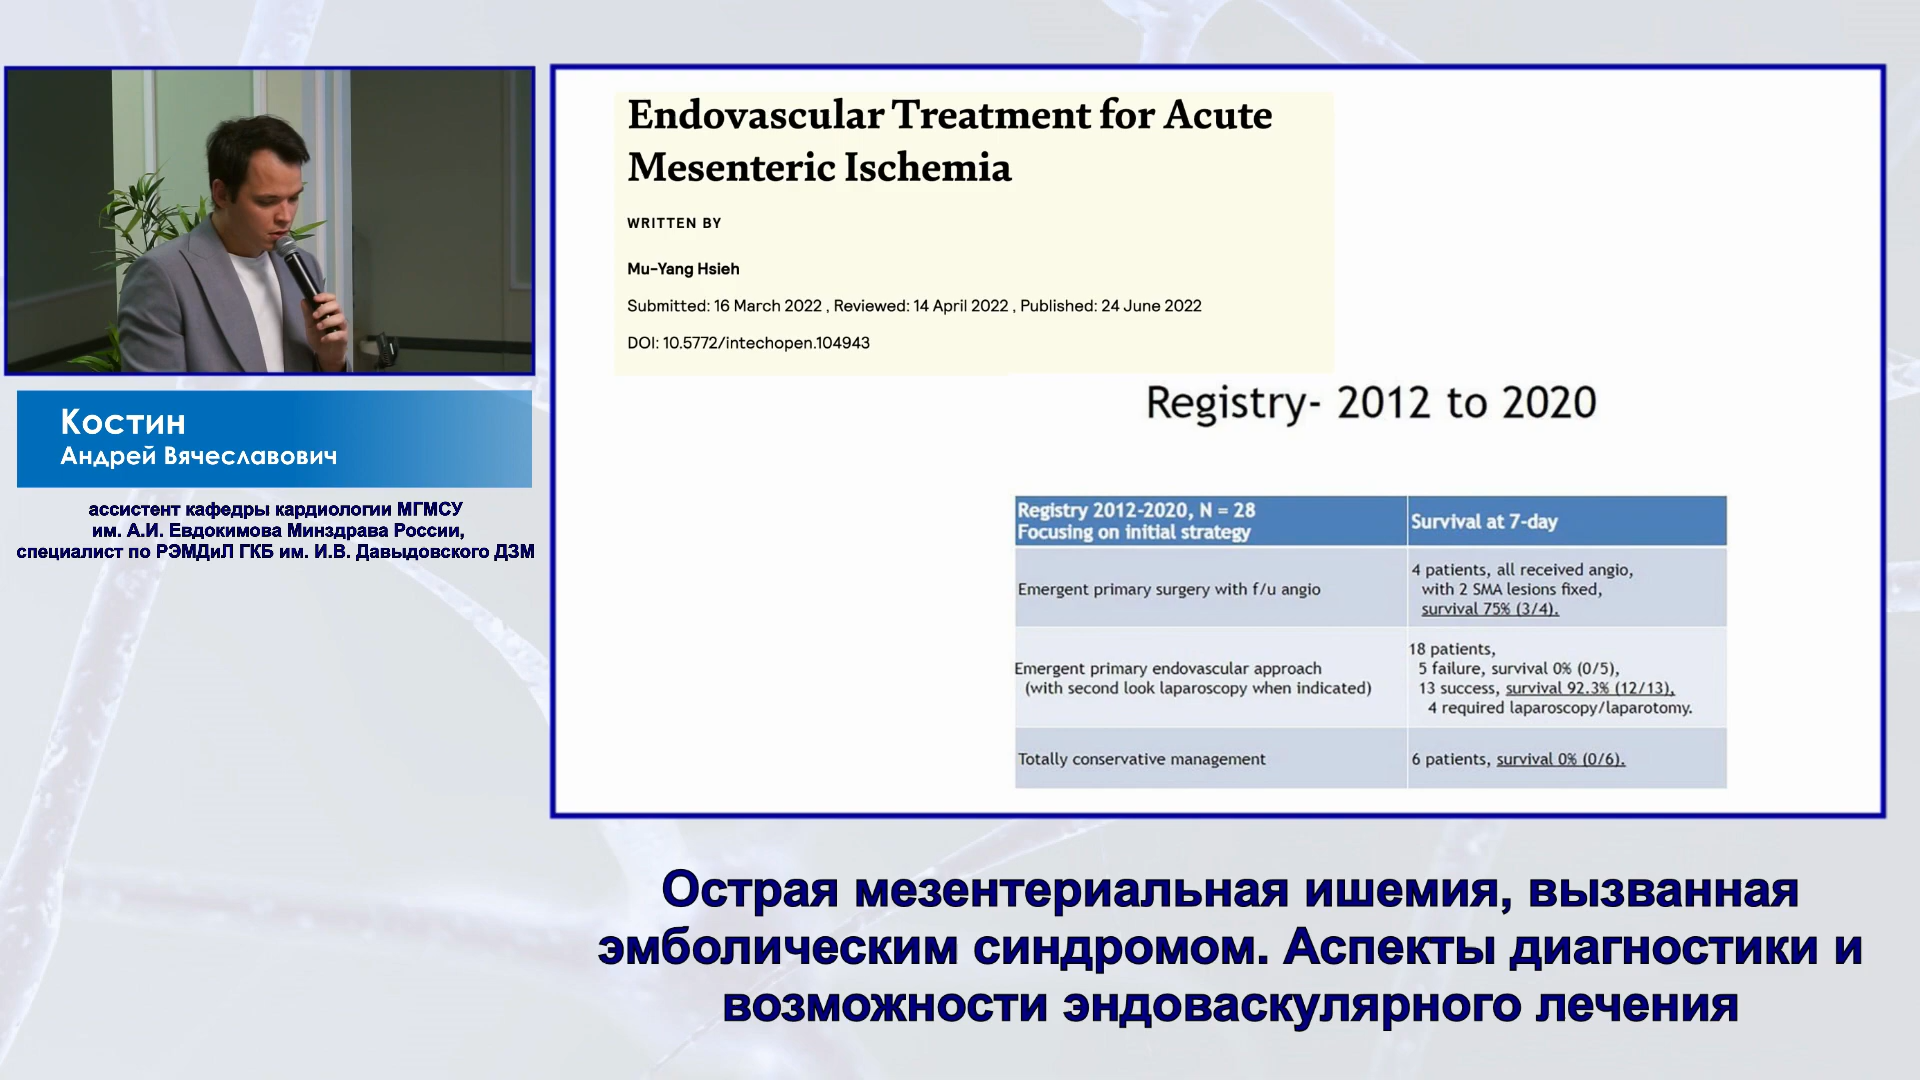 Костин
Андрей Вячеславович
ассистент кафедры кардиологии МГМСУ
им. А.И. Евдокимова Минздрава России,
специалист по РЭМДиЛ ГКБ им. И.В. Давыдовского ДЗМ
Endovascular Treatment for Acute
Mesenteric Ischemia
WRITTEN BY
Mu-Yang Hsieh
Submitted: 16 March 2022 , Reviewed: 14 April 2022 , Published: 24 June 2022
DOI: 10.5772/intechopen.104943
Registry- 2012 to 2020
Registry 2012-2020, N = 28
Focusing on initial strategy
Survival at 7-day
Emergent primary surgery with f/u angio
4 patients, all received angio,
with 2 SMA lesions fixed,
survival 75% (3/4).
Emergent primary endovascular approach
(with second look laparoscopy when indicated)
18 patients,
5 failure, survival 0% (0/5),
13 success, survival 92.3% (12/13),
4 required laparoscopy/laparotomy.
Totally conservative management
6 patients, survival 0% (0/6).
Острая мезентериальная ишемия, вызванная
эмболическим синдромом. Аспекты диагностики и
возможности эндоваскулярного лечения